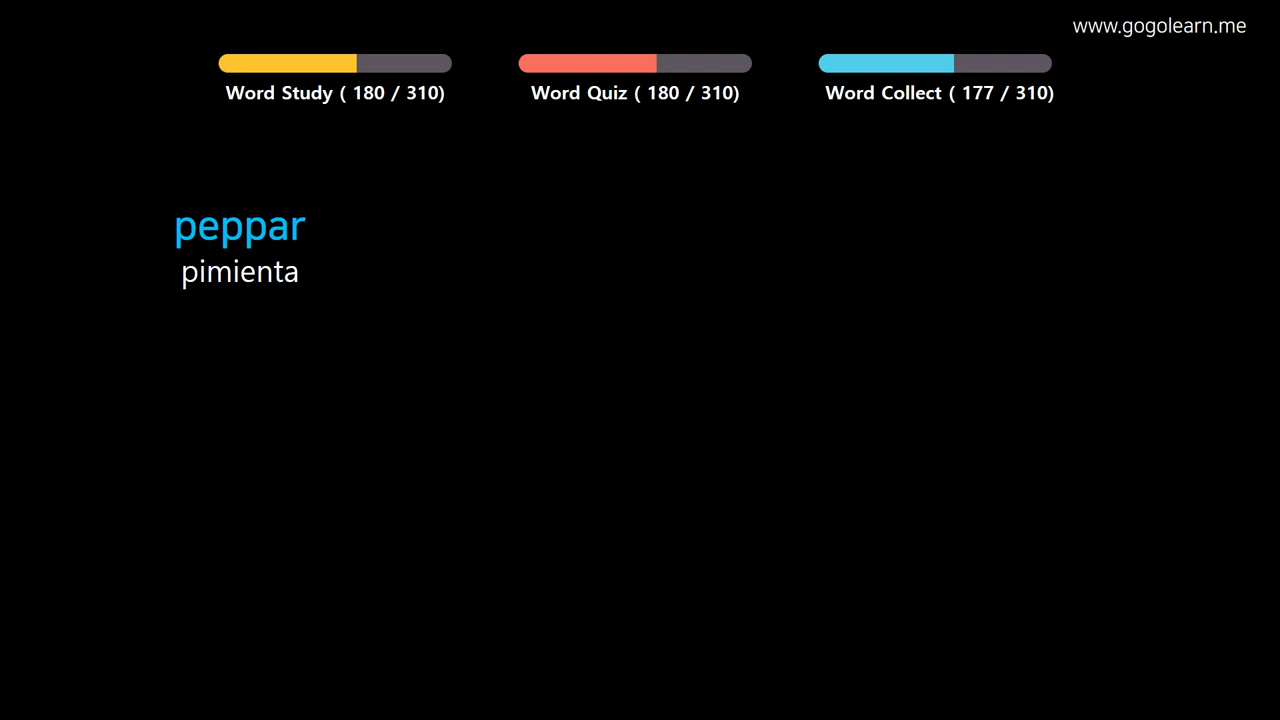 www.gogolearn.me
Word Study ( 180 / 310)
Word Quiz ( 180 / 310)
Word Collect ( 177 / 310)
peppar
pimienta